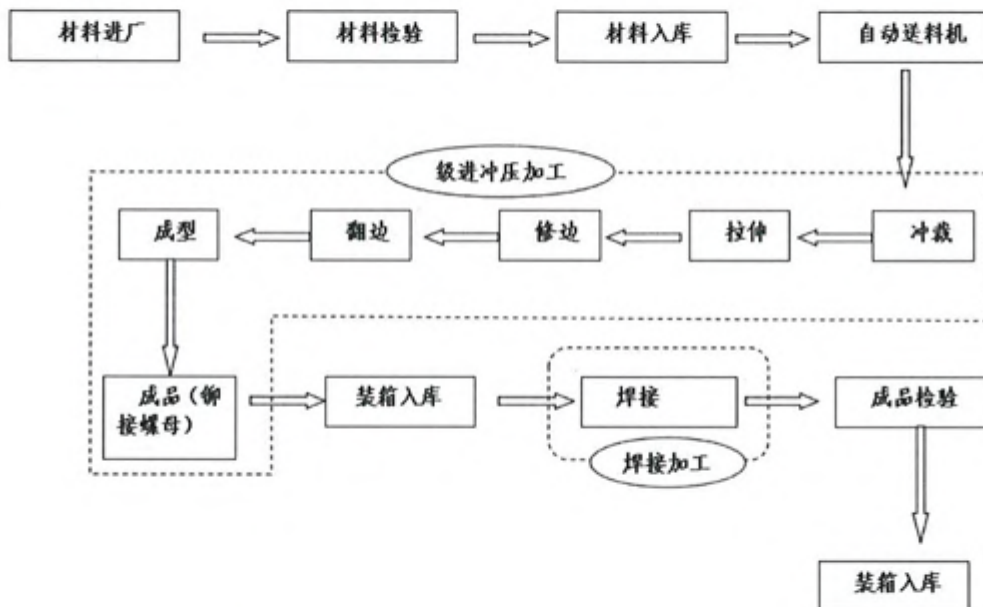 材料进厂
材料检验
材料入库
自动送料机
级进冲压加工
成型
翻边
修边
拉伸
冲裁
成品（铆
接螺母）
装箱入库
焊接
成品检验
焊接加工
装箱入库